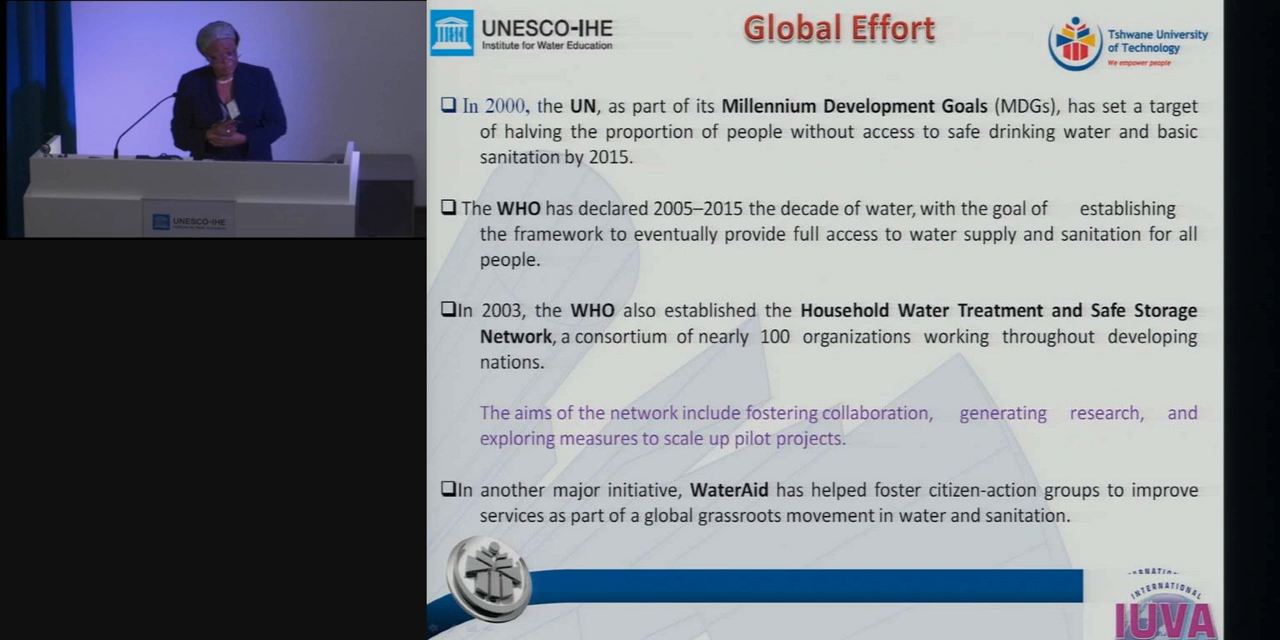 UNESCO-IHE
Institute for Water Education
Global Effort
Tshwane University
of Technology
We empower people
In 2000, the UN, as part of its Millennium Development Goals (MDGs), has set a target
of halving the proportion of people without access to safe drinking water and basic
sanitation by 2015.
The WHO has declared 2005–2015 the decade of water, with the goal of establishing
the framework to eventually provide full access to water supply and sanitation for all
people.
In 2003, the WHO also established the Household Water Treatment and Safe Storage
Network, a consortium of nearly 100 organizations working throughout developing
nations.
The aims of the network include fostering collaboration, generating research, and
exploring measures to scale up pilot projects.
In another major initiative, WaterAid has helped foster citizen-action groups to improve
services as part of a global grassroots movement in water and sanitation.
UNESCO-IHE
INTERNATIONAL
IUVA